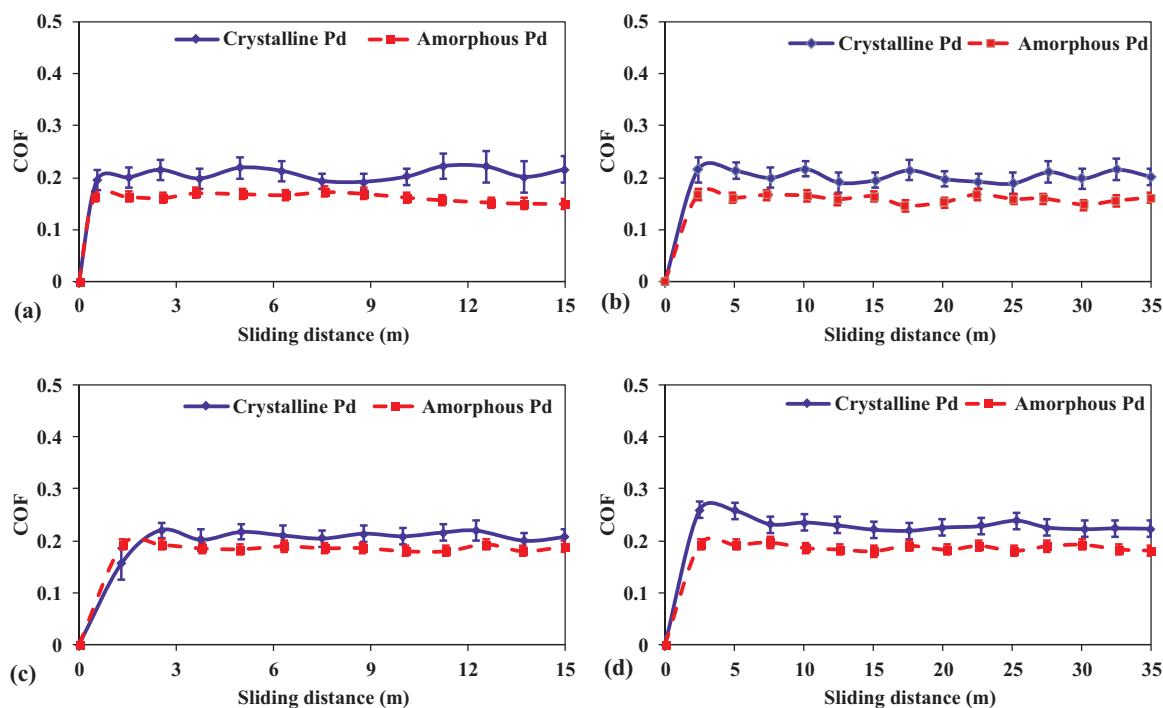 0.5
Crystalline Pd
Amorphous Pd
0.4
0.3
COF
0.2
0.1
0
0 3 6 9 12 15
(a)
Sliding distance (m)
0.5
Crystalline Pd
Amorphous Pd
0.4
0.3
COF
0.2
0.1
0
0 5 10 15 20 25 30 35
(b)
Sliding distance (m)
0.5
Crystalline Pd
Amorphous Pd
0.4
0.3
COF
0.2
0.1
0
0 3 6 9 12 15
(c)
Sliding distance (m)
0.5
Crystalline Pd
Amorphous Pd
0.4
0.3
COF
0.2
0.1
0
0 5 10 15 20 25 30 35
(d)
Sliding distance (m)